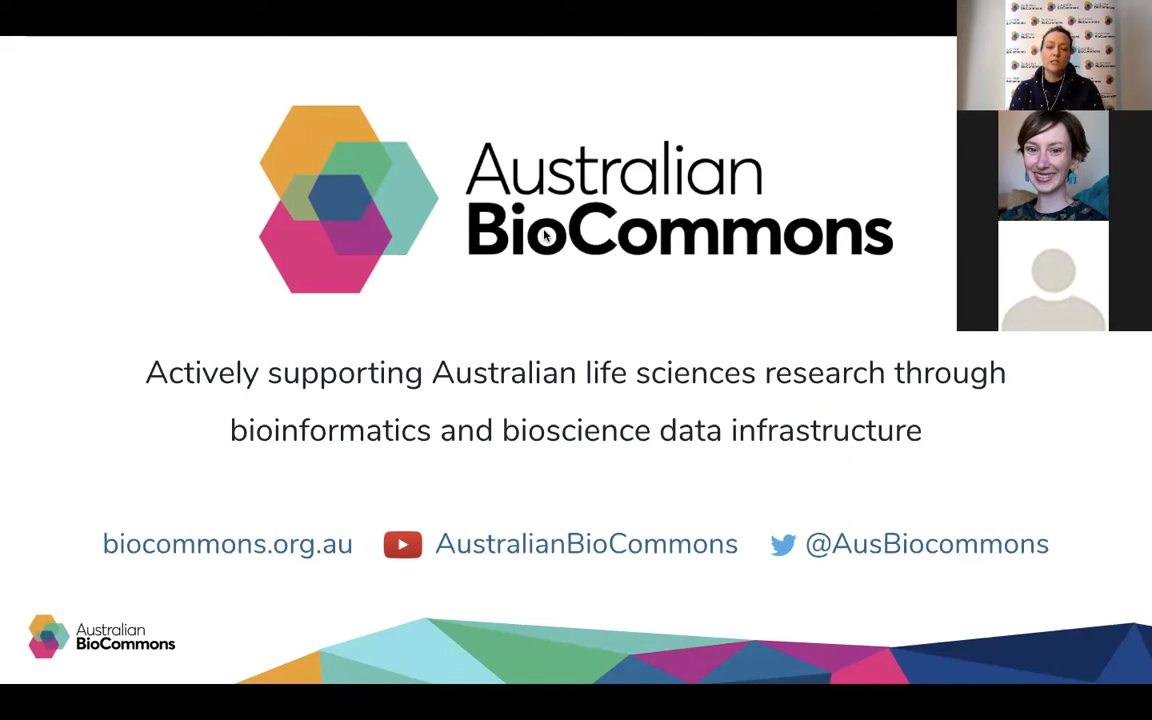 Australian
BioCommons
Actively supporting Australian life sciences research through
bioinformatics and bioscience data infrastructure
biocommons.org.au AustralianBioCommons @AusBiocommons
Australian
BioCommons